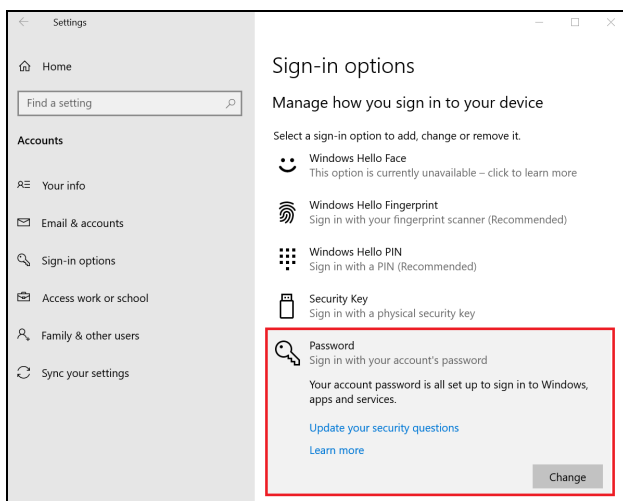 Settings
Home
Find a setting
Accounts
Your info
Email & accounts
Sign-in options
Access work or school
Family & other users
Sync your settings
Sign-in options
Manage how you sign in to your device
Select a sign-in option to add, change or remove it.
Windows Hello Face
This option is currently unavailable – click to learn more
Windows Hello Fingerprint
Sign in with your fingerprint scanner (Recommended)
Windows Hello PIN
Sign in with a PIN (Recommended)
Security Key
Sign in with a physical security key
Password
Sign in with your account's password
Your account password is all set up to sign in to Windows,
apps and services.
Update your security questions
Learn more
Change